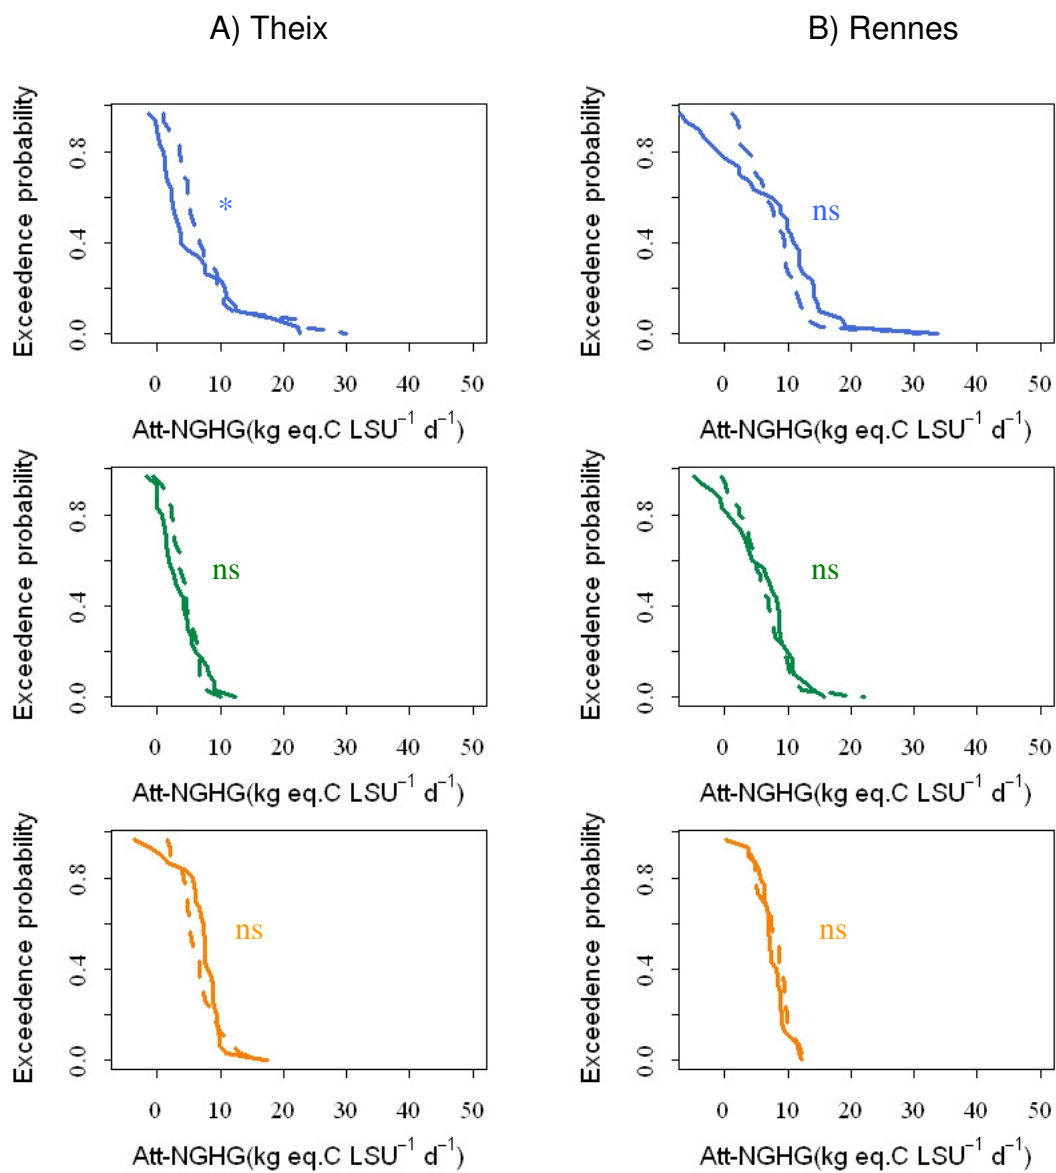 A) Theix
B) Rennes
Exceedence probability
0.0 0.4 0.8
*
0 10 20 30 40 50
Att-NGHG(kg eq.C LSU⁻¹ d⁻¹)
Exceedence probability
0.0 0.4 0.8
ns
0 10 20 30 40 50
Att-NGHG(kg eq.C LSU⁻¹ d⁻¹)
Exceedence probability
0.0 0.4 0.8
ns
0 10 20 30 40 50
Att-NGHG(kg eq.C LSU⁻¹ d⁻¹)
Exceedence probability
0.0 0.4 0.8
ns
0 10 20 30 40 50
Att-NGHG(kg eq.C LSU⁻¹ d⁻¹)
Exceedence probability
0.0 0.4 0.8
ns
0 10 20 30 40 50
Att-NGHG(kg eq.C LSU⁻¹ d⁻¹)
Exceedence probability
0.0 0.4 0.8
ns
0 10 20 30 40 50
Att-NGHG(kg eq.C LSU⁻¹ d⁻¹)